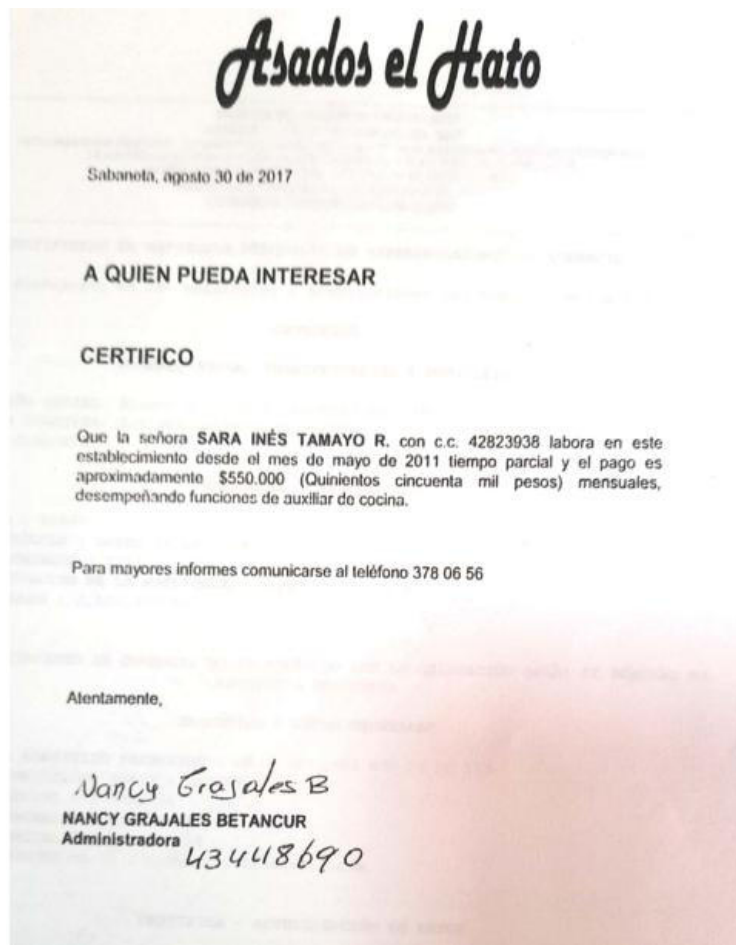 Asados el Hato
Sabaneta, agosto 30 de 2017
A QUIEN PUEDA INTERESAR
CERTIFICO
Que la señora SARA INÉS TAMAYO R. con c.c. 42823938 labora en este
establecimiento desde el mes de mayo de 2011 tiempo parcial y el pago es
aproximadamente $550.000 (Quinientos cincuenta mil pesos) mensuales,
desempeñando funciones de auxiliar de cocina.
Para mayores informes comunicarse al teléfono 378 06 56
Atentamente,
Nancy Grajales B
NANCY GRAJALES BETANCUR
Administradora
43448690